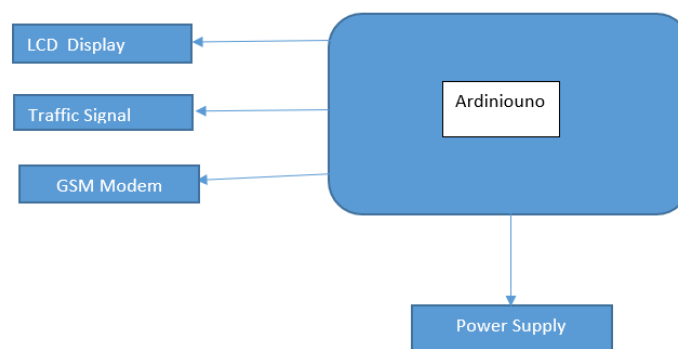 LCD Display
Ardiniouno
Traffic Signal
GSM Modem
Power Supply